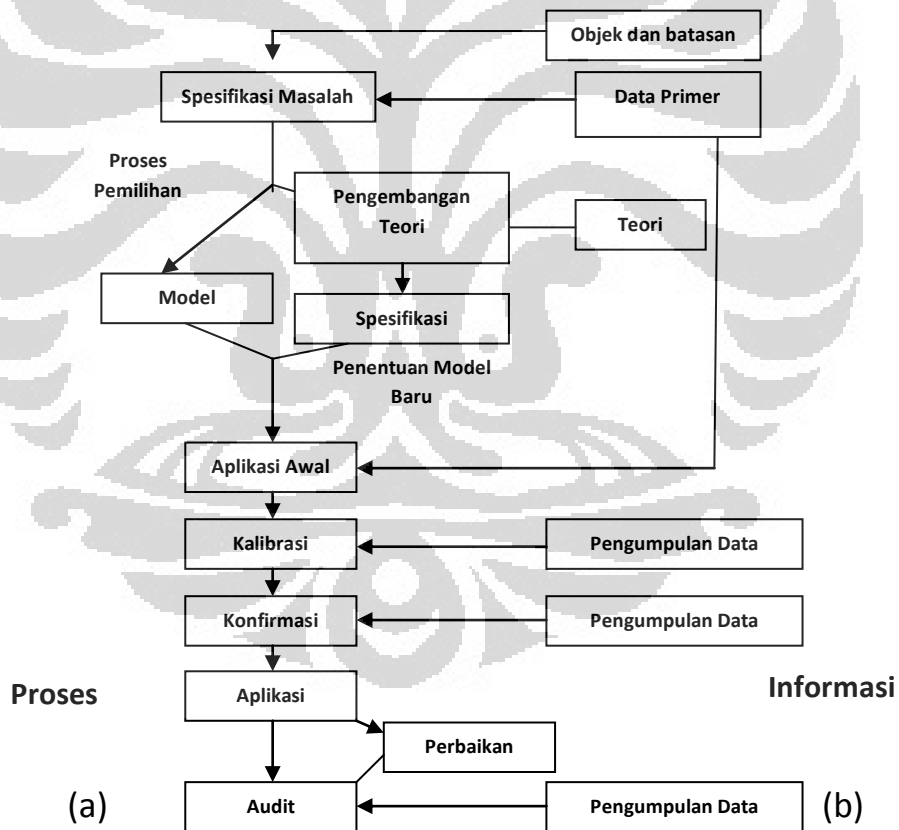 Objek dan batasan
Spesifikasi Masalah
Data Primer
Proses
Pemilihan
Pengembangan
Teori
Teori
Model
Spesifikasi
Penentuan Model
Baru
Aplikasi Awal
Kalibrasi
Pengumpulan Data
Konfirmasi
Pengumpulan Data
Proses
Aplikasi
Informasi
Perbaikan
(a)
Audit
Pengumpulan Data
(b)